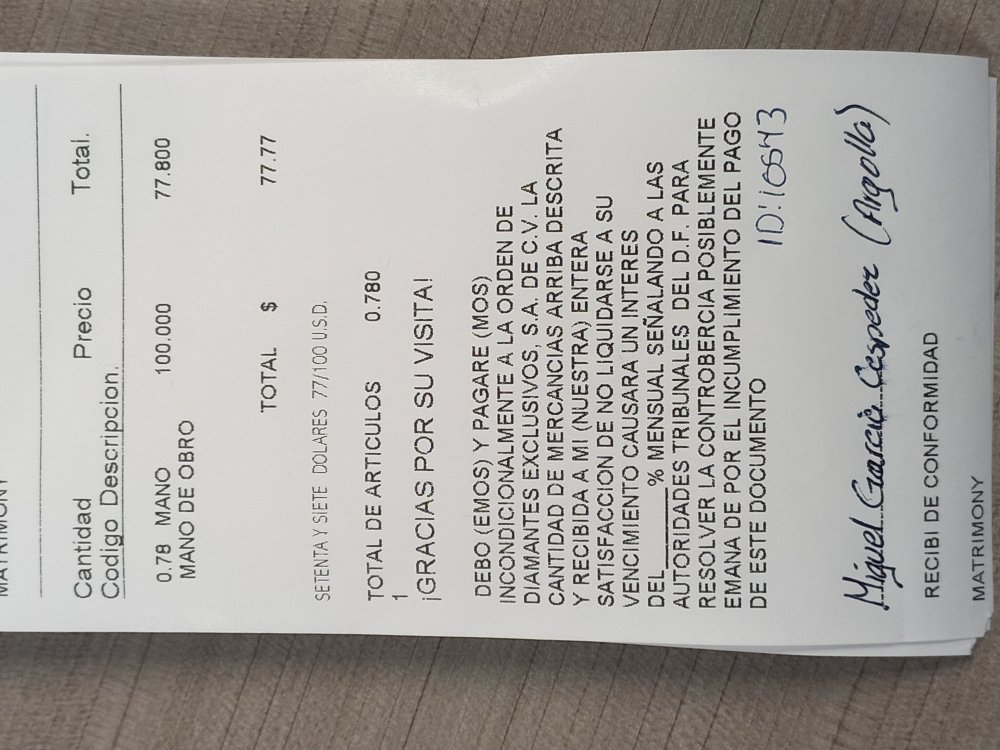 Cantidad Precio Total.
Codigo Descripcion.
0.78 MANO 100.000 77.800
MANO DE OBRO
TOTAL $ 77.77
SETENTA Y SIETE DOLARES 77/100 U.S.D.
TOTAL DE ARTICULOS 0.780
1
¡GRACIAS POR SU VISITA!
DEBO (EMOS) Y PAGARE (MOS)
INCONDICIONALMENTE A LA ORDEN DE
DIAMANTES EXCLUSIVOS, S.A. DE C.V. LA
CANTIDAD DE MERCANCIAS ARRIBA DESCRITA
Y RECIBIDA A MI (NUESTRA) ENTERA
SATISFACCION DE NO LIQUIDARSE A SU
VENCIMIENTO CAUSARA UN INTERES
DEL ______% MENSUAL SEÑALANDO A LAS
AUTORIDADES TRIBUNALES DEL D.F. PARA
RESOLVER LA CONTROBERCIA POSIBLEMENTE
EMANA DE POR EL INCUMPLIMIENTO DEL PAGO
DE ESTE DOCUMENTO
ID:10543
Miguel Garcia Cespeder (Argolla)
RECIBI DE CONFORMIDAD
MATRIMONY